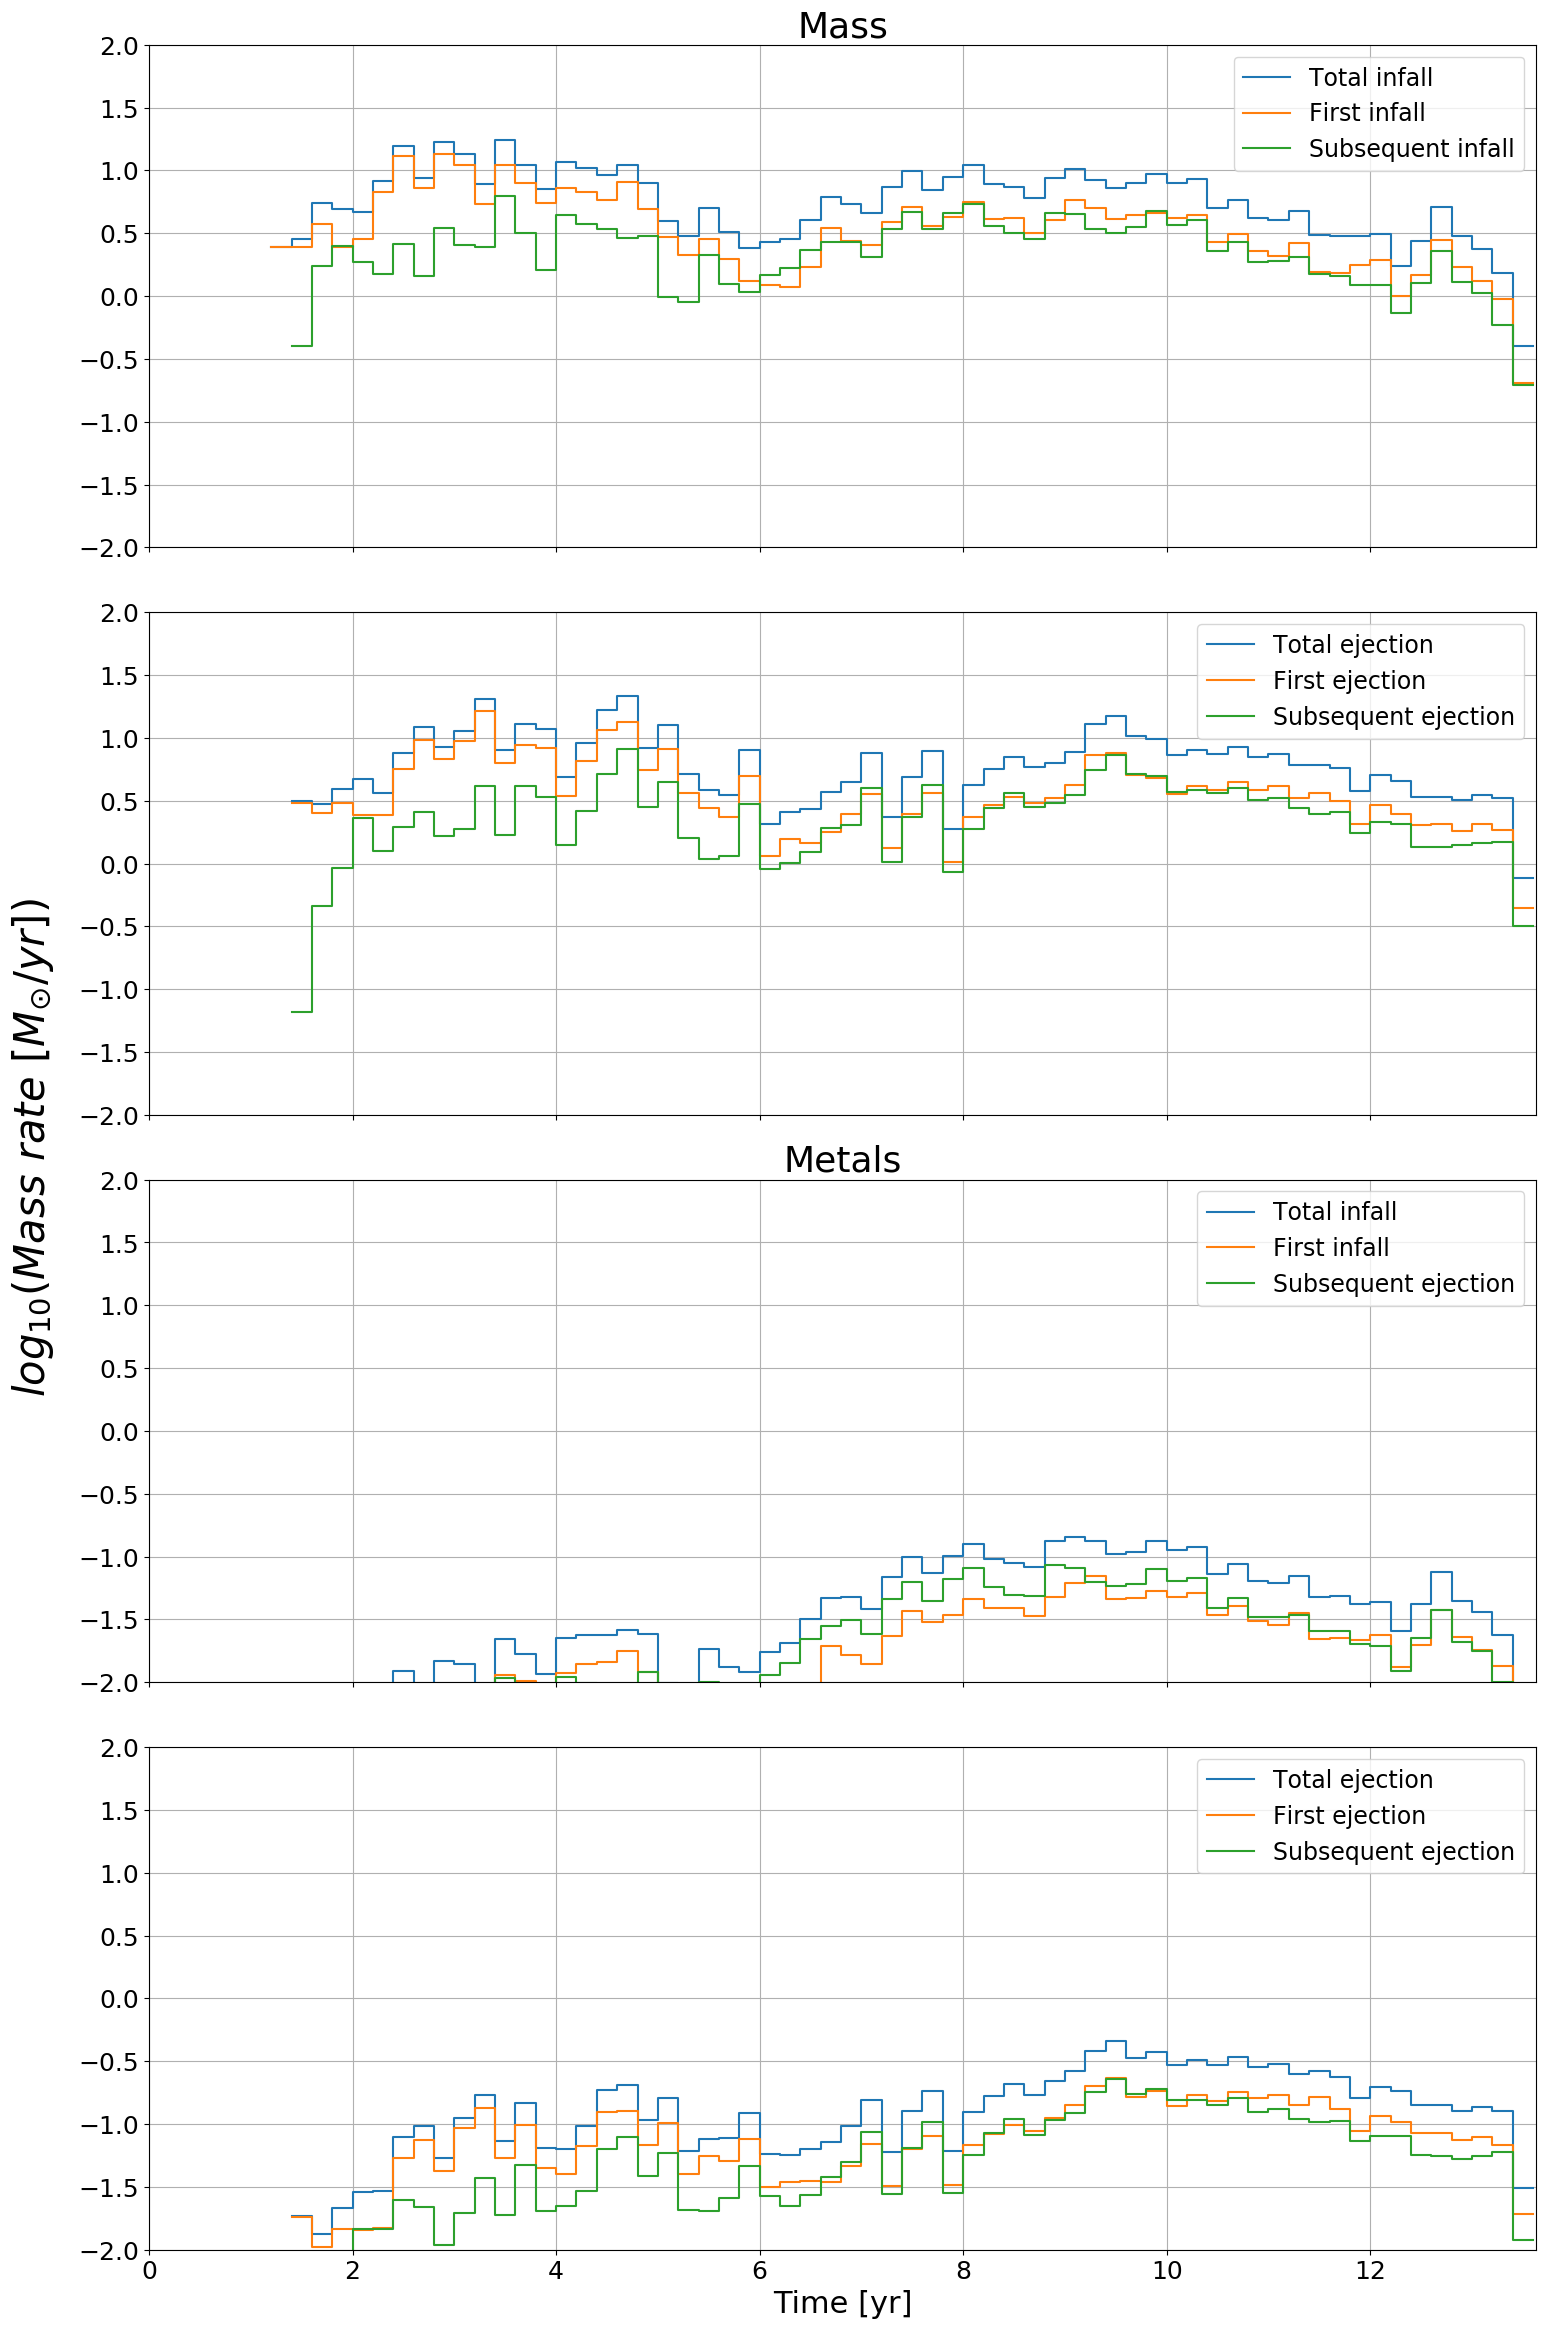 Mass
2.0
1.5
1.0
0.5
0.0
−0.5
−1.0
−1.5
−2.0
Total infall
First infall
Subsequent infall
2.0
1.5
1.0
0.5
0.0
−0.5
−1.0
−1.5
−2.0
Total ejection
First ejection
Subsequent ejection
log₁₀(Mass rate [M⊙/yr])
Metals
2.0
1.5
1.0
0.5
0.0
−0.5
−1.0
−1.5
−2.0
Total infall
First infall
Subsequent ejection
2.0
1.5
1.0
0.5
0.0
−0.5
−1.0
−1.5
−2.0
Total ejection
First ejection
Subsequent ejection
0 2 4 6 8 10 12
Time [yr]